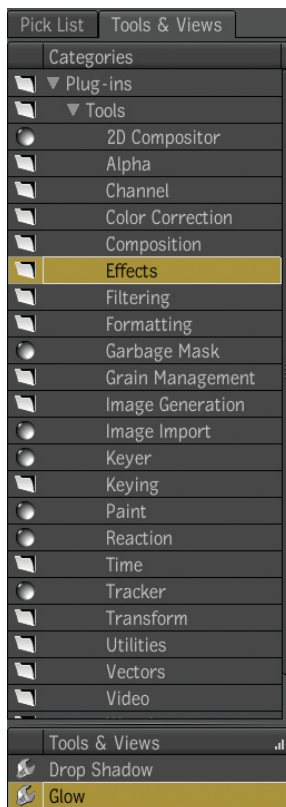 Pick List Tools & Views
Categories
Plug-ins
Tools
2D Compositor
Alpha
Channel
Color Correction
Composition
Effects
Filtering
Formatting
Garbage Mask
Grain Management
Image Generation
Image Import
Keyer
Keying
Paint
Reaction
Time
Tracker
Transform
Utilities
Vectors
Video
Tools & Views
Drop Shadow
Glow